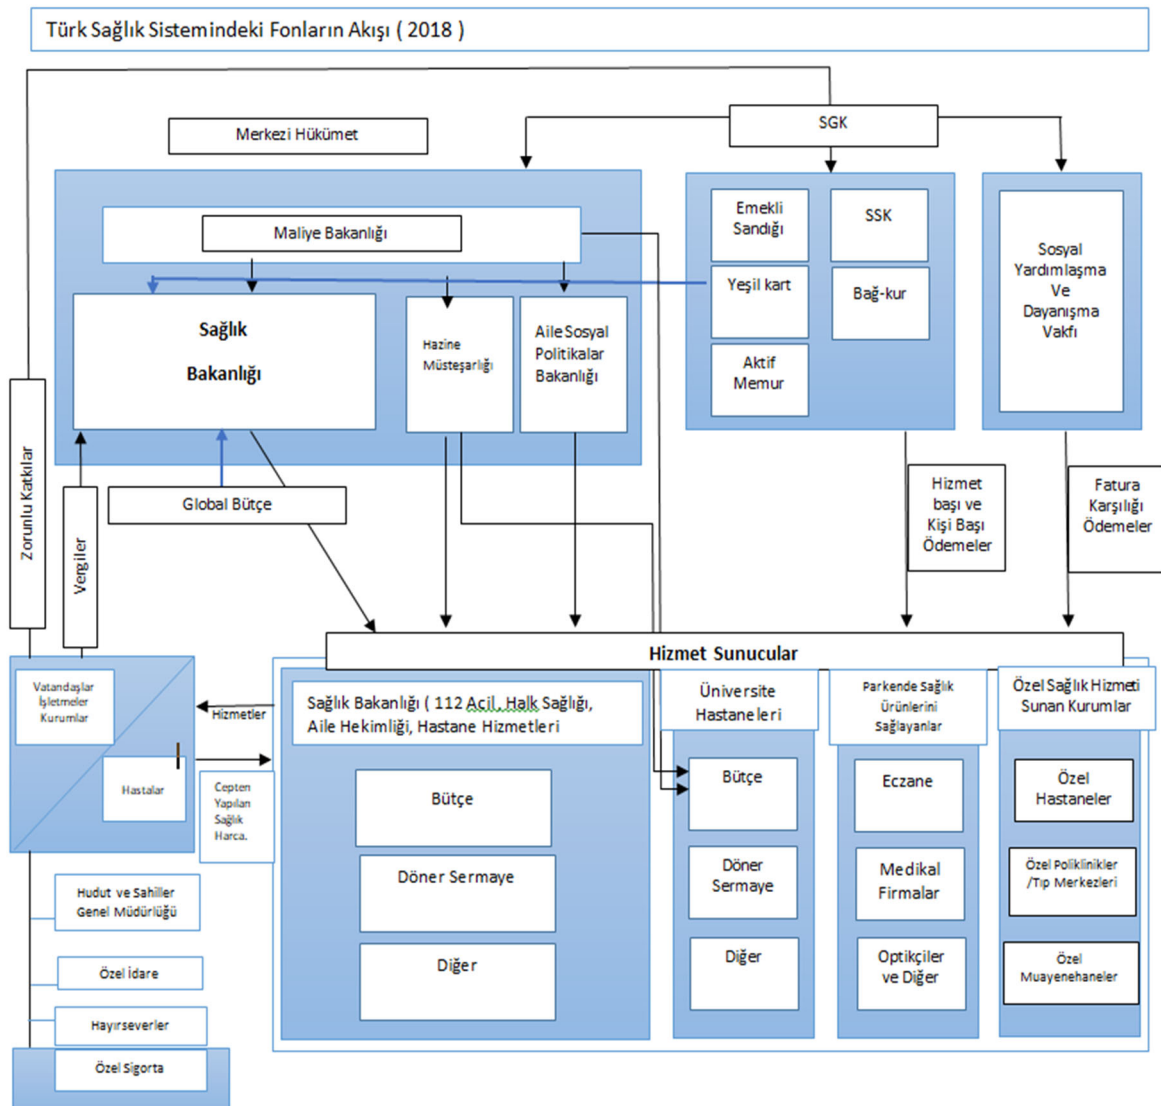 Türk Sağlık Sistemindeki Fonların Akışı ( 2018 )
SGK
Merkezi Hükümet
Maliye Bakanlığı
Emekli
Sandığı
SSK
Yeşil kart
Bağ-kur
Aktif
Memur
Sosyal
Yardımlaşma
Ve
Dayanışma
Vakfı
Sağlık
Bakanlığı
Hazine
Müsteşarlığı
Aile Sosyal
Politikalar
Bakanlığı
Zorunlu Katkılar
Vergiler
Global Bütçe
Hizmet
başı ve
Kişi Başı
Ödemeler
Fatura
Karşılığı
Ödemeler
Hizmet Sunucular
Vatandaşlar
İşletmeler
Kurumlar
Hastalar
Hizmetler
Cepten
Yapılan
Sağlık
Harca.
Sağlık Bakanlığı ( 112 Acil, Halk Sağlığı,
Aile Hekimliği, Hastane Hizmetleri
Bütçe
Döner Sermaye
Diğer
Üniversite
Hastaneleri
Bütçe
Döner
Sermaye
Diğer
Parkende Sağlık
Ürünlerini
Sağlayanlar
Eczane
Medikal
Firmalar
Optikçiler
ve Diğer
Özel Sağlık Hizmeti
Sunan Kurumlar
Özel
Hastaneler
Özel Poliklinikler
/Tıp Merkezleri
Özel
Muayenehaneler
Hudut ve Sahiller
Genel Müdürlüğü
Özel İdare
Hayırseverler
Özel Sigorta